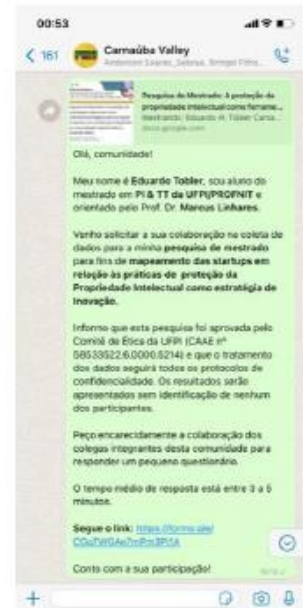 00:53
161
Carnaúba Valley
Pesquisa de Mestrado: A proteção da
propriedade intelectual como ferrame...
Mestrando: Eduardo H. Tobler Cama...
docs.google.com
Olá, comunidade!
Meu nome é Eduardo Tobler, sou aluno do
mestrado em PI & TT da UFPI/PROFNIT e
orientado pelo Prof. Dr. Marcus Linhares.
Venho solicitar a sua colaboração na coleta de
dados para a minha pesquisa de mestrado
para fins de mapeamento das startups em
relação às práticas de proteção da
Propriedade Intelectual como estratégia de
Inovação.
Informo que esta pesquisa foi aprovada pelo
Comitê de Ética da UFPI (CAAE nº
58533522.6.0000.5214) e que o tratamento
dos dados seguirá todos os protocolos de
confidencialidade. Os resultados serão
apresentados sem identificação de nenhum
dos participantes.
Peço encarecidamente a colaboração dos
colegas integrantes desta comunidade para
responder um pequeno questionário.
O tempo médio de resposta está entre 3 a 5
minutos.
Segue o link:
Conto com a sua participação!